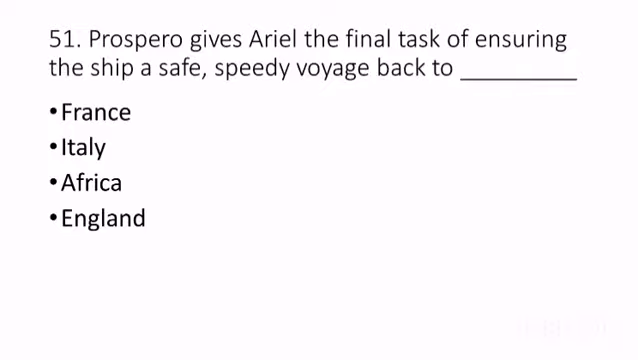 51. Prospero gives Ariel the final task of ensuring
the ship a safe, speedy voyage back to __________
•France
•Italy
•Africa
•England